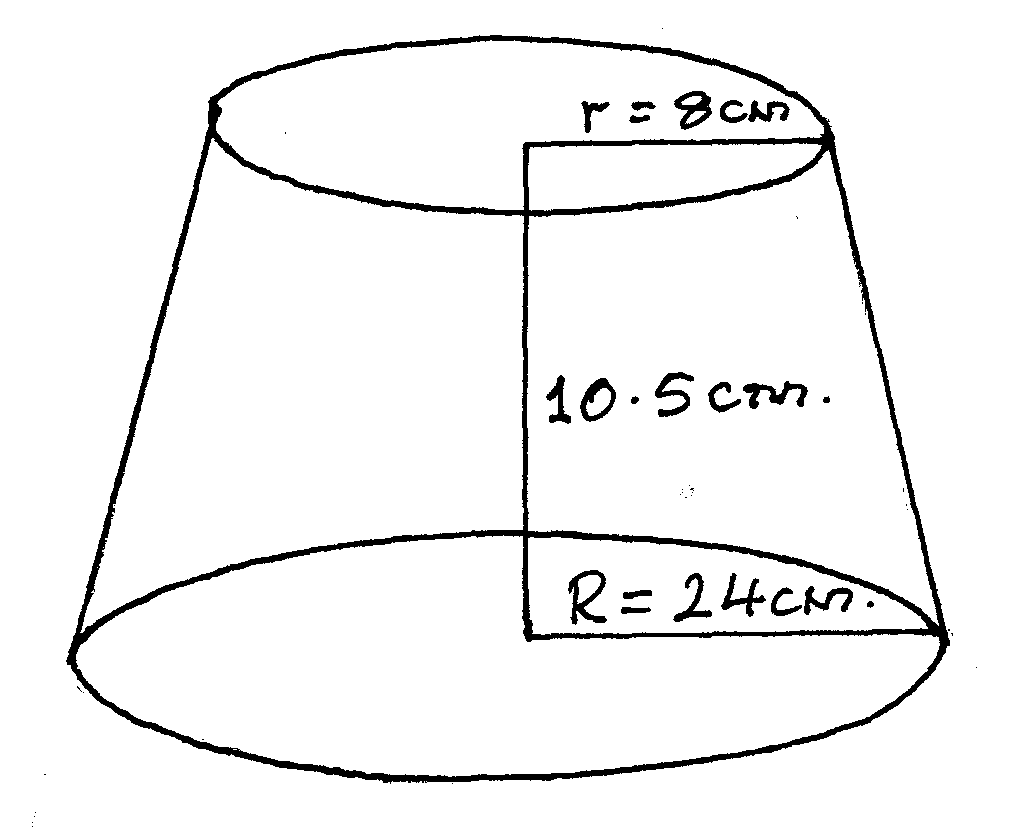 r = 8cm
10.5cm.
R = 24cm.